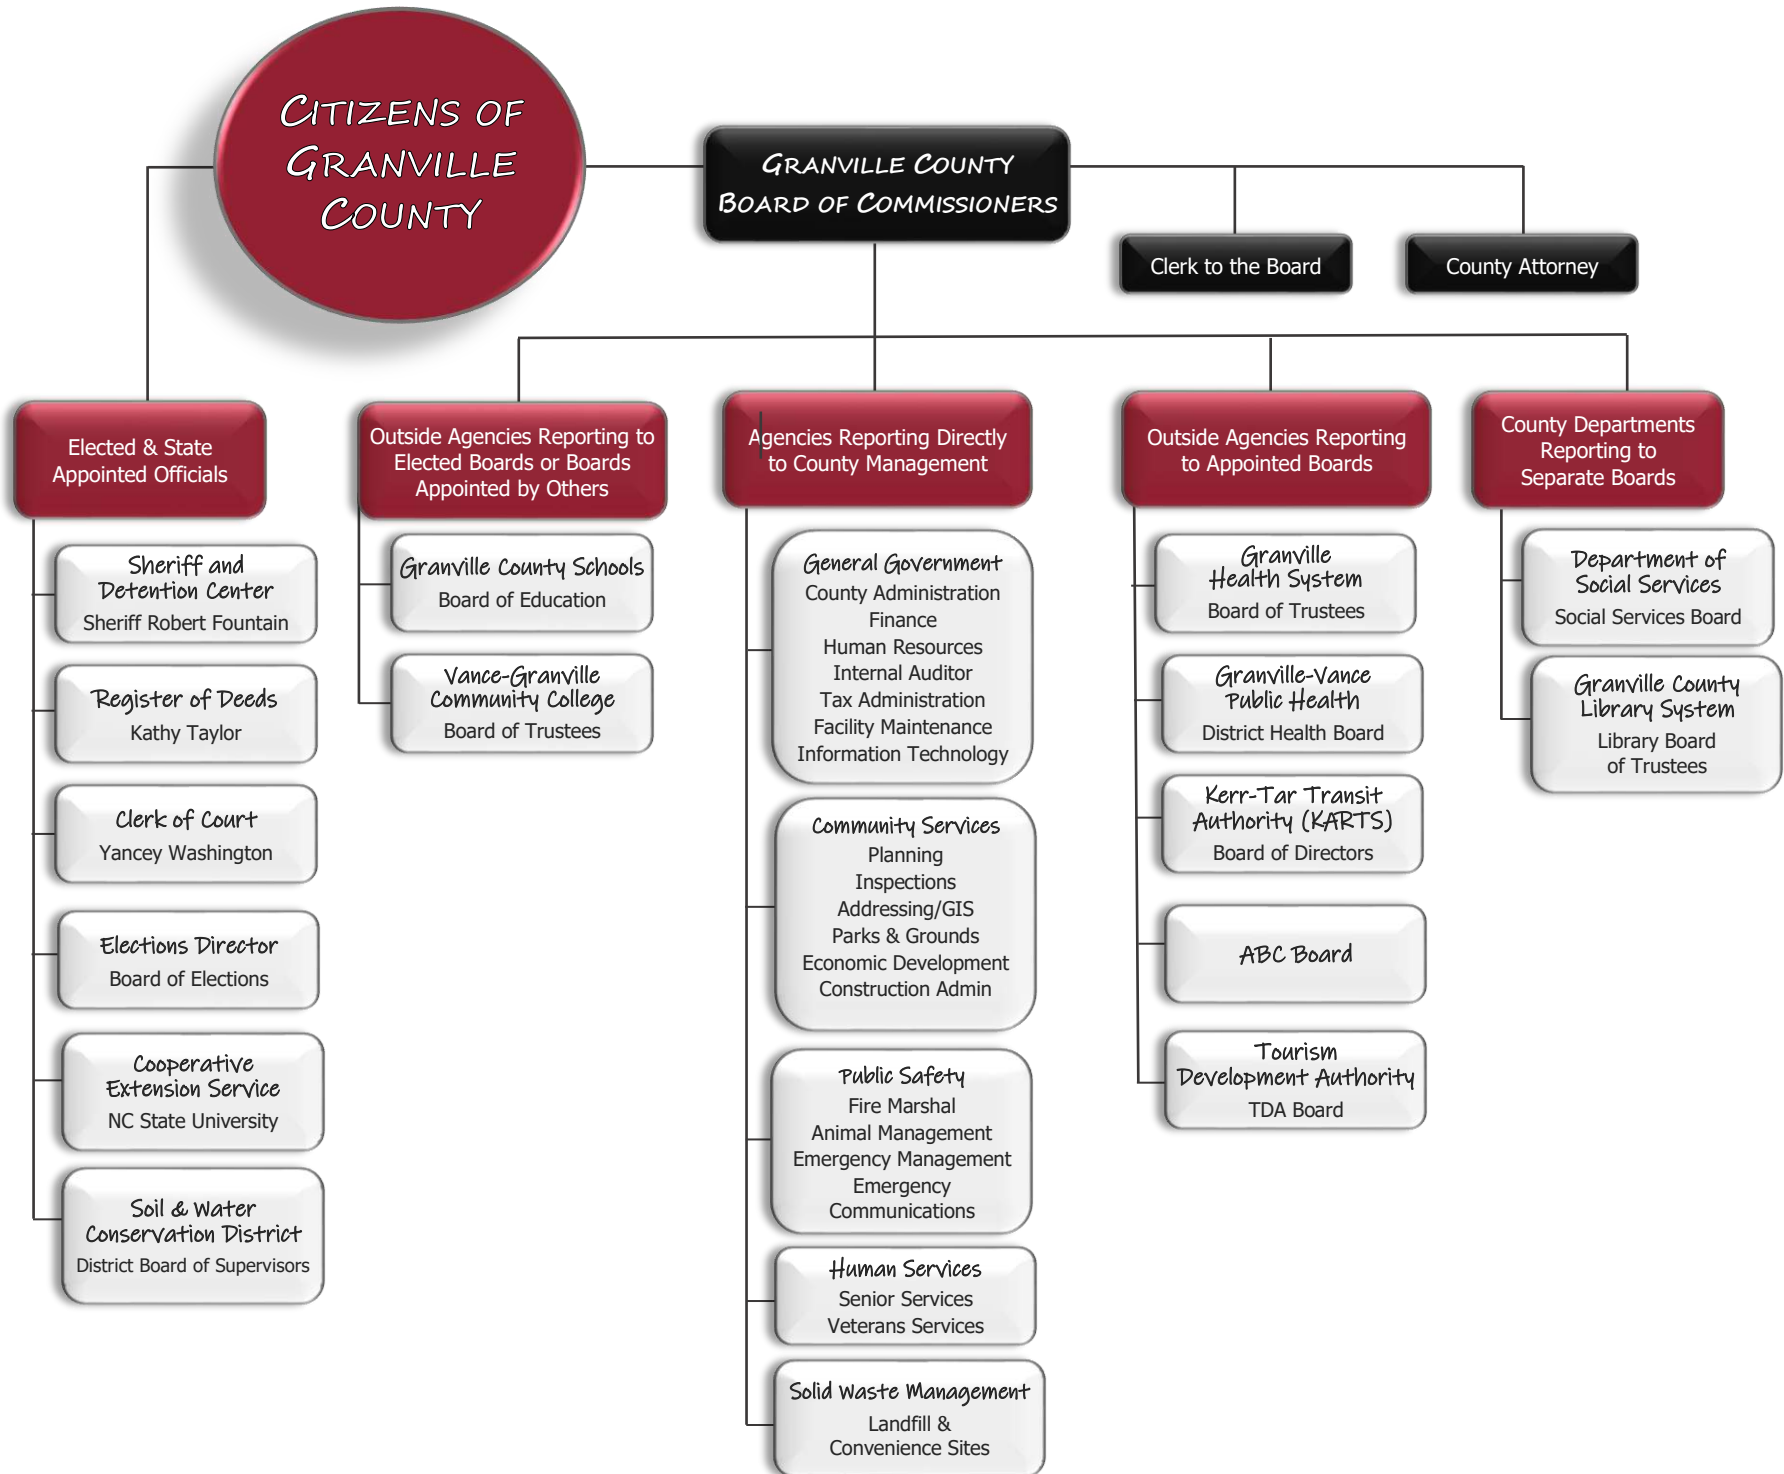 CITIZENS OF
GRANVILLE
COUNTY
GRANVILLE COUNTY
BOARD OF COMMISSIONERS
Clerk to the Board
County Attorney
Elected & State
Appointed Officials
Sheriff and
Detention Center
Sheriff Robert Fountain
Register of Deeds
Kathy Taylor
Clerk of Court
Yancey Washington
Elections Director
Board of Elections
Cooperative
Extension Service
NC State University
Soil & Water
Conservation District
District Board of Supervisors
Outside Agencies Reporting to
Elected Boards or Boards
Appointed by Others
Granville County Schools
Board of Education
Vance-Granville
Community College
Board of Trustees
Agencies Reporting Directly
to County Management
General Government
County Administration
Finance
Human Resources
Internal Auditor
Tax Administration
Facility Maintenance
Information Technology
Community Services
Planning
Inspections
Addressing/GIS
Parks & Grounds
Economic Development
Construction Admin
Public Safety
Fire Marshal
Animal Management
Emergency Management
Emergency
Communications
Human Services
Senior Services
Veterans Services
Solid Waste Management
Landfill &
Convenience Sites
Outside Agencies Reporting
to Appointed Boards
Granville
Health System
Board of Trustees
Granville-Vance
Public Health
District Health Board
Kerr-Tar Transit
Authority (KARTS)
Board of Directors
ABC Board
Tourism
Development Authority
TDA Board
County Departments
Reporting to
Separate Boards
Department of
Social Services
Social Services Board
Granville County
Library System
Library Board
of Trustees